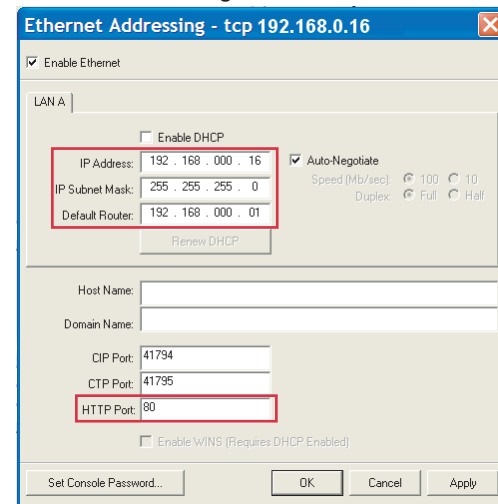 Ethernet Addressing - tcp 192.168.0.16
Enable Ethernet
LAN A
Enable DHCP
IP Address: 192 . 168 . 000 . 16
Auto-Negotiate
IP Subnet Mask: 255 . 255 . 255 . 0
Speed (Mb/sec): 100 10
Duplex: Full Half
Default Router: 192 . 168 . 000 . 01
Renew DHCP
Host Name:
Domain Name:
CIP Port: 41794
CTP Port: 41795
HTTP Port: 80
Enable WINS (Requires DHCP Enabled)
Set Console Password... OK Cancel Apply